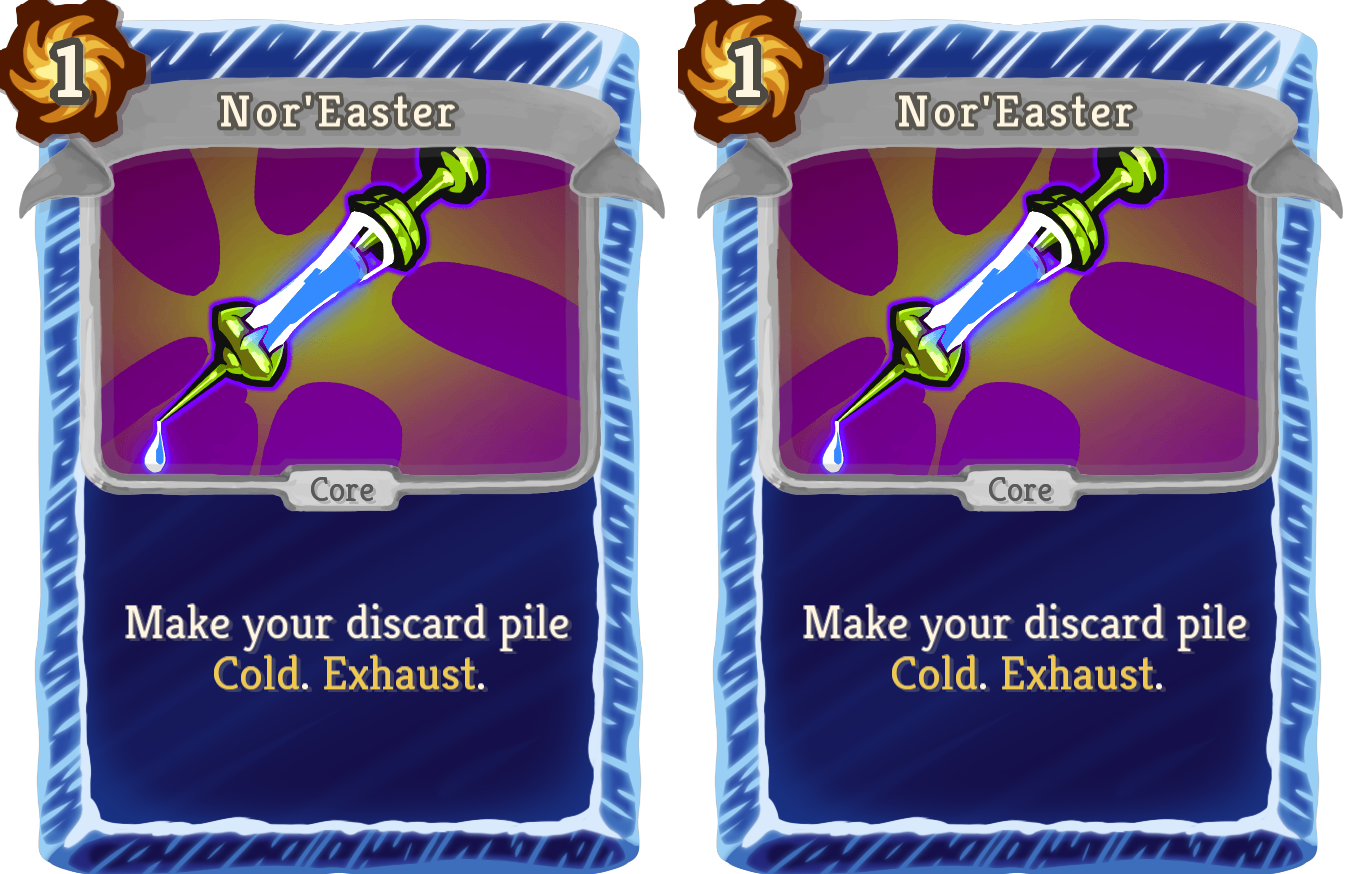 1
Nor'Easter
Core
Make your discard pile
Cold. Exhaust.
1
Nor'Easter
Core
Make your discard pile
Cold. Exhaust.